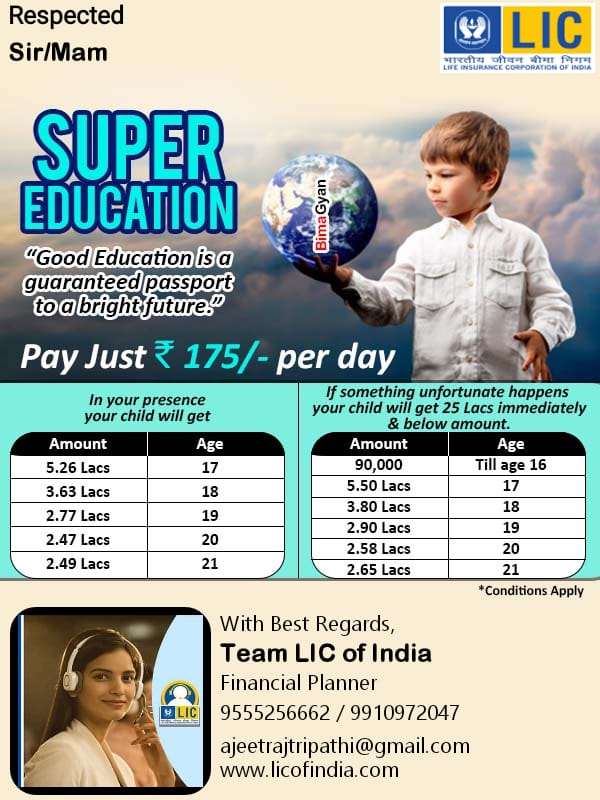 Respected
Sir/Mam
LIC
भारतीय जीवन बीमा निगम
LIFE INSURANCE CORPORATION OF INDIA
SUPER
EDUCATION
BimaGyan
“Good Education is a
guaranteed passport
to a bright future.”
Pay Just ₹ 175/- per day
In your presence
your child will get
Amount Age
5.26 Lacs 17
3.63 Lacs 18
2.77 Lacs 19
2.47 Lacs 20
2.49 Lacs 21
If something unfortunate happens
your child will get 25 Lacs immediately
& below amount.
Amount Age
90,000 Till age 16
5.50 Lacs 17
3.80 Lacs 18
2.90 Lacs 19
2.58 Lacs 20
2.65 Lacs 21
*Conditions Apply
LIC
With Best Regards,
Team LIC of India
Financial Planner
9555256662 / 9910972047
ajeetrajtripathi@gmail.com
www.licofindia.com